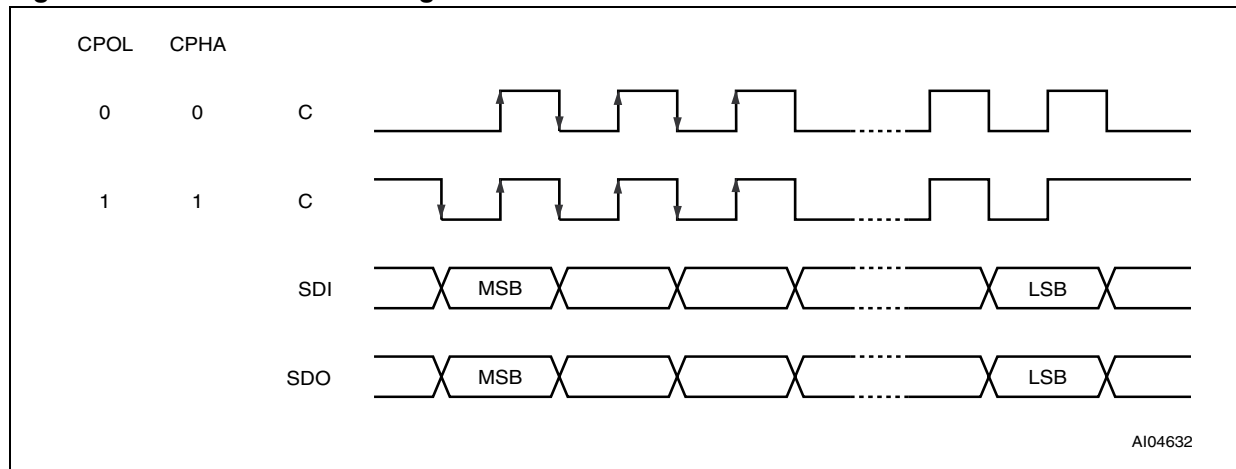 CPOL CPHA
0 0 C
1 1 C
SDI MSB LSB
SDO MSB LSB
AI04632